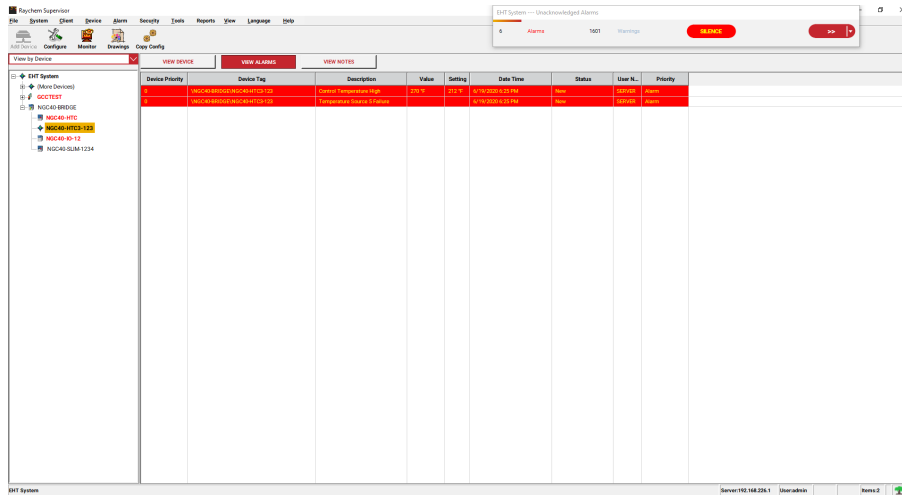 Raychem Supervisor
EHT System --- Unacknowledged Alarms
File System Client Device Alarm Security Tools Reports View Language Help
6 Alarms 1601 Warnings SILENCE >>
Add Device Configure Monitor Drawings Copy Config
View by Device VIEW DEVICE VIEW ALARMS VIEW NOTES
EHT System
(More Devices)
GCCTEST
NGC40-BRIDGE
NGC40-HTC
NGC40-HTC3-123
NGC40-IO-12
NGC40-SLIM-1234
Device Priority Device Tag Description Value Setting Date Time Status User N... Priority
0 \NGC40-BRIDGE\NGC40-HTC3-123 Control Temperature High 270 °F 212 °F 6/19/2020 6:25 PM New SERVER Alarm
0 \NGC40-BRIDGE\NGC40-HTC3-123 Temperature Source 5 Failure 6/19/2020 6:25 PM New SERVER Alarm
EHT System Server:192.168.226.1 User:admin Items:2